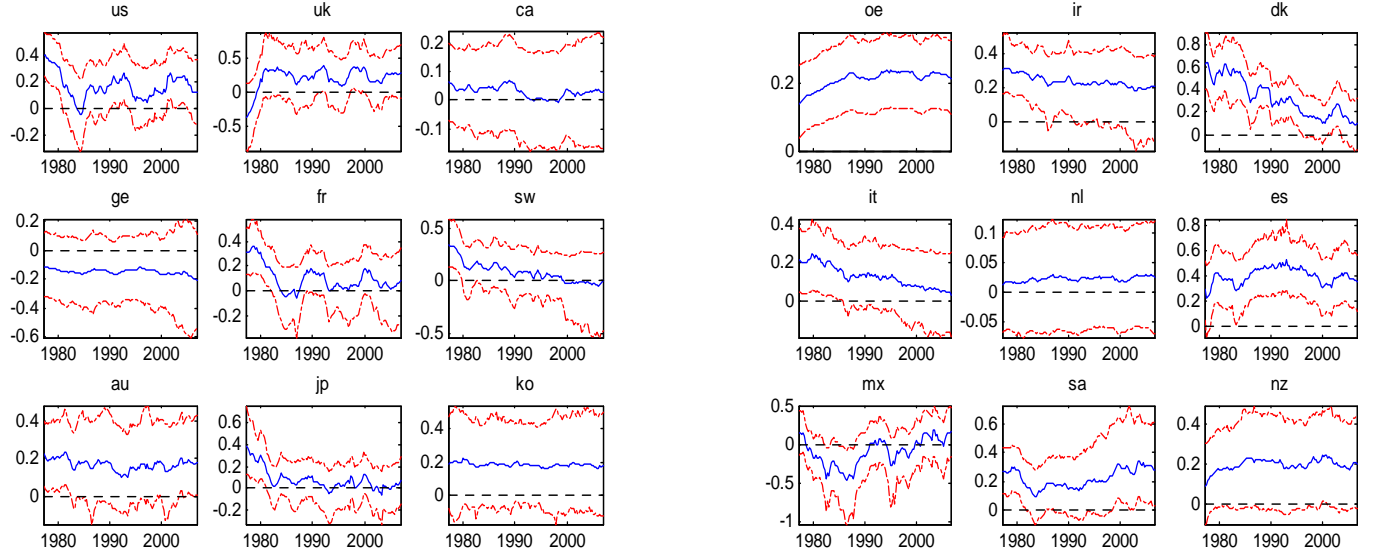 us uk ca oe ir dk
0.4 0.2 0 -0.2 0.5 0 -0.5 0.2 0.1 0 -0.1 0.2 0 0.4 0.2 0 0.8 0.6 0.4 0.2 0
1980 1990 2000 1980 1990 2000 1980 1990 2000 1980 1990 2000 1980 1990 2000 1980 1990 2000
ge fr sw it nl es
0.2 0 -0.2 -0.4 -0.6 0.4 0.2 0 -0.2 0.5 0 -0.5 0.4 0.2 0 0.1 0.05 0.0 -0.05 0.8 0.6 0.4 0.2 0
1980 1990 2000 1980 1990 2000 1980 1990 2000 1980 1990 2000 1980 1990 2000 1980 1990 2000
au jp ko mx sa nz
0.4 0.2 0 0.6 0.4 0.2 0 -0.2 0.4 0.2 0 0.5 0 -0.5 -1 0.6 0.4 0.2 0 0.4 0.2 0
1980 1990 2000 1980 1990 2000 1980 1990 2000 1980 1990 2000 1980 1990 2000 1980 1990 2000